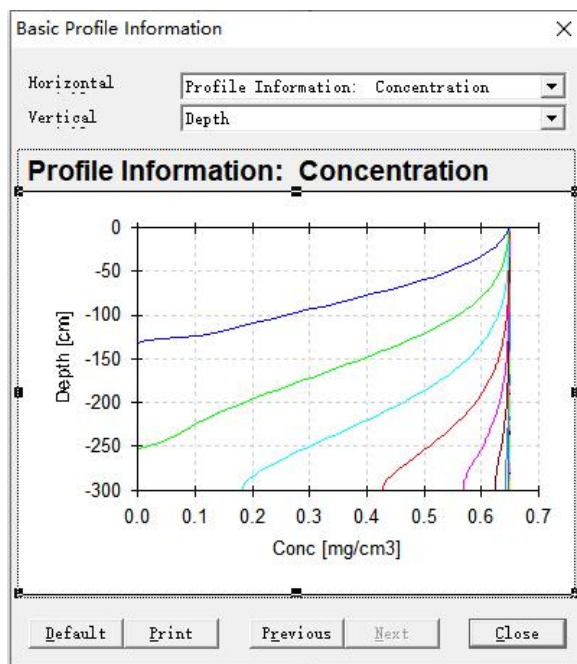 Basic Profile Information
Horizontal
Profile Information: Concentration
Vertical
Depth
Profile Information: Concentration
0
-50
-100
-150
-200
-250
-300
Depth [cm]
0.0 0.1 0.2 0.3 0.4 0.5 0.6 0.7
Conc [mg/cm3]
Default Print Previous Next Close